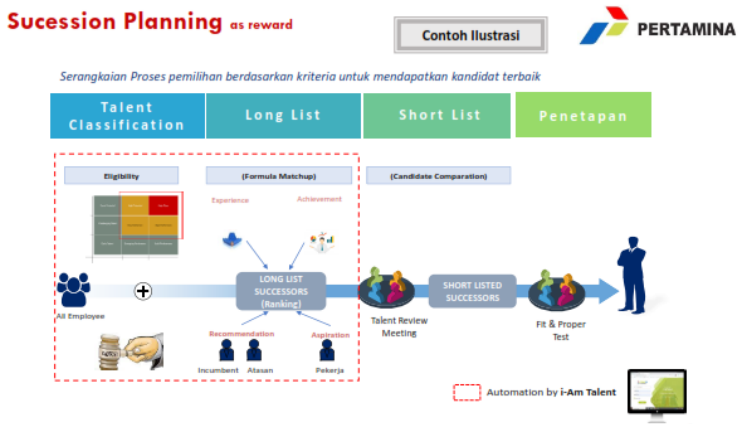 Sucession Planning as reward
Contoh Ilustrasi
PERTAMINA
Serangkaian Proses pemilihan berdasarkan kriteria untuk mendapatkan kandidat terbaik
Talent
Classification
Long List
Short List
Penetapan
Eligibility
(Formula Matchup)
(Candidate Comparation)
Experience
Achievement
LONG LIST
SUCCESSORS
(Ranking)
SHORT LISTED
SUCCESSORS
All Employee
Talent Review
Meeting
Fit & Proper
Test
Recommendation
Aspiration
Incumbent Atasan
Pekerja
Automation by i-Am Talent